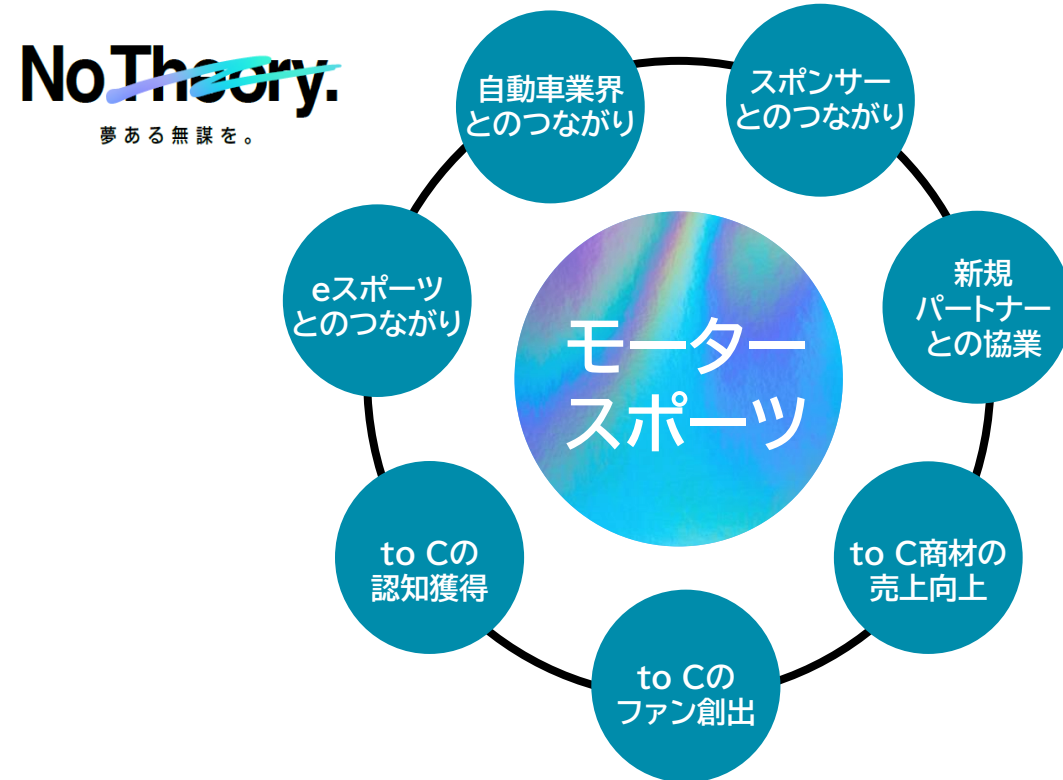 No Theory.
夢ある無謀を。
自動車業界
とのつながり
スポンサー
とのつながり
eスポーツ
とのつながり
新規
パートナー
との協業
モーター
スポーツ
to Cの
認知獲得
to C商材の
売上向上
to Cの
ファン創出